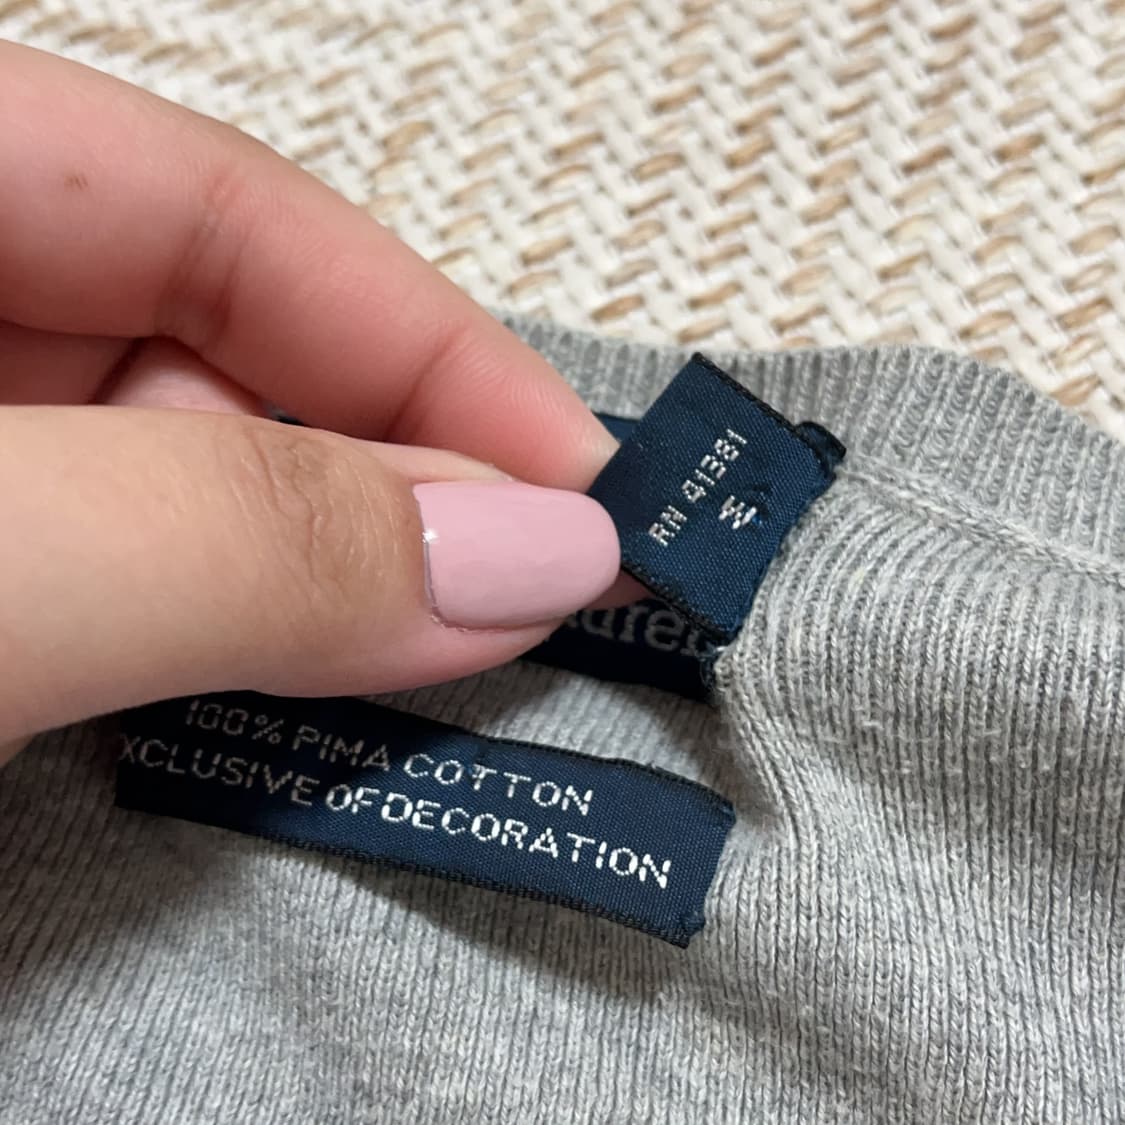 RN 41381
W
100% PIMA COTTON
XCLUSIVE OF DECORATION